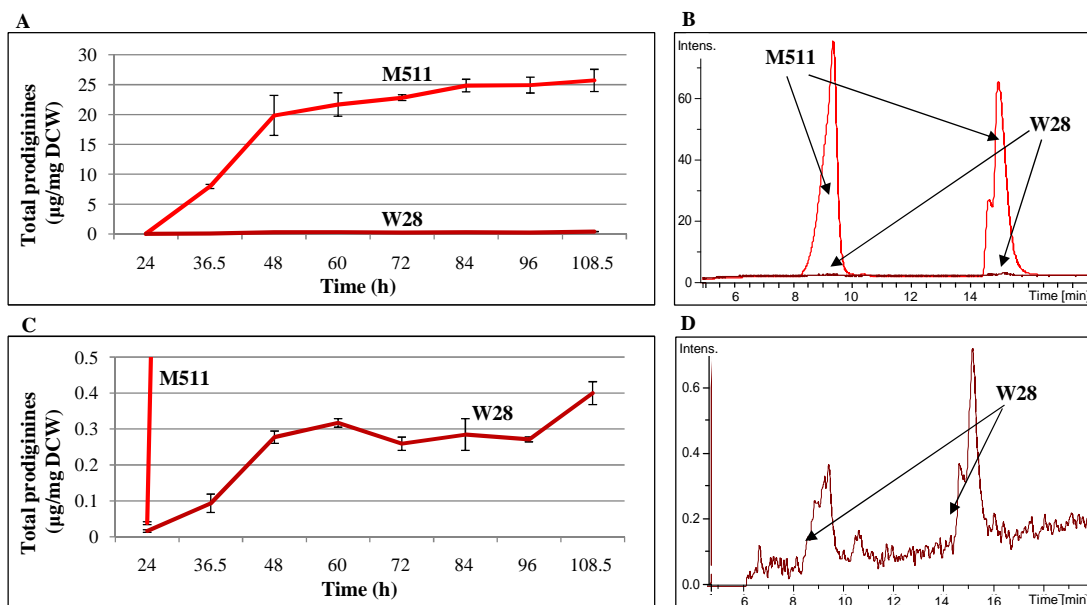 A
Total prodiginines
(µg/mg DCW)
30
25
20
15
10
5
0
M511
W28
24 36.5 48 60 72 84 96 108.5
Time (h)
B
Intens.
60
40
20
0
M511
W28
6 8 10 12 14
Time [min]
C
Total prodiginines
(µg/mg DCW)
0.5
0.4
0.3
0.2
0.1
0
M511
W28
24 36.5 48 60 72 84 96 108.5
Time (h)
D
Intens.
0.6
0.4
0.2
0.0
W28
6 8 10 12 14 16
Time [min]